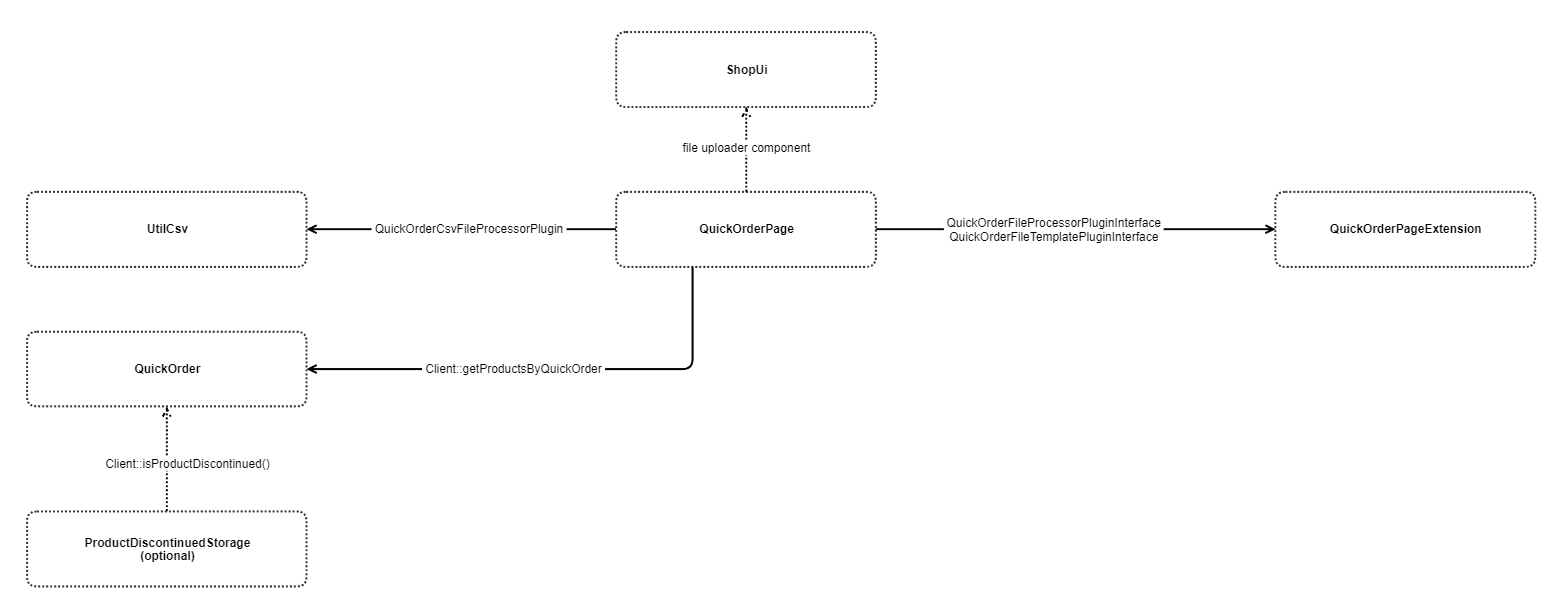 ShopUi
file uploader component
UtilCsv
QuickOrderCsvFileProcessorPlugin
QuickOrderPage
QuickOrderFileProcessorPluginInterface
QuickOrderFileTemplatePluginInterface
QuickOrderPageExtension
QuickOrder
Client::getProductsByQuickOrder
Client::isProductDiscontinued()
ProductDiscontinuedStorage
(optional)